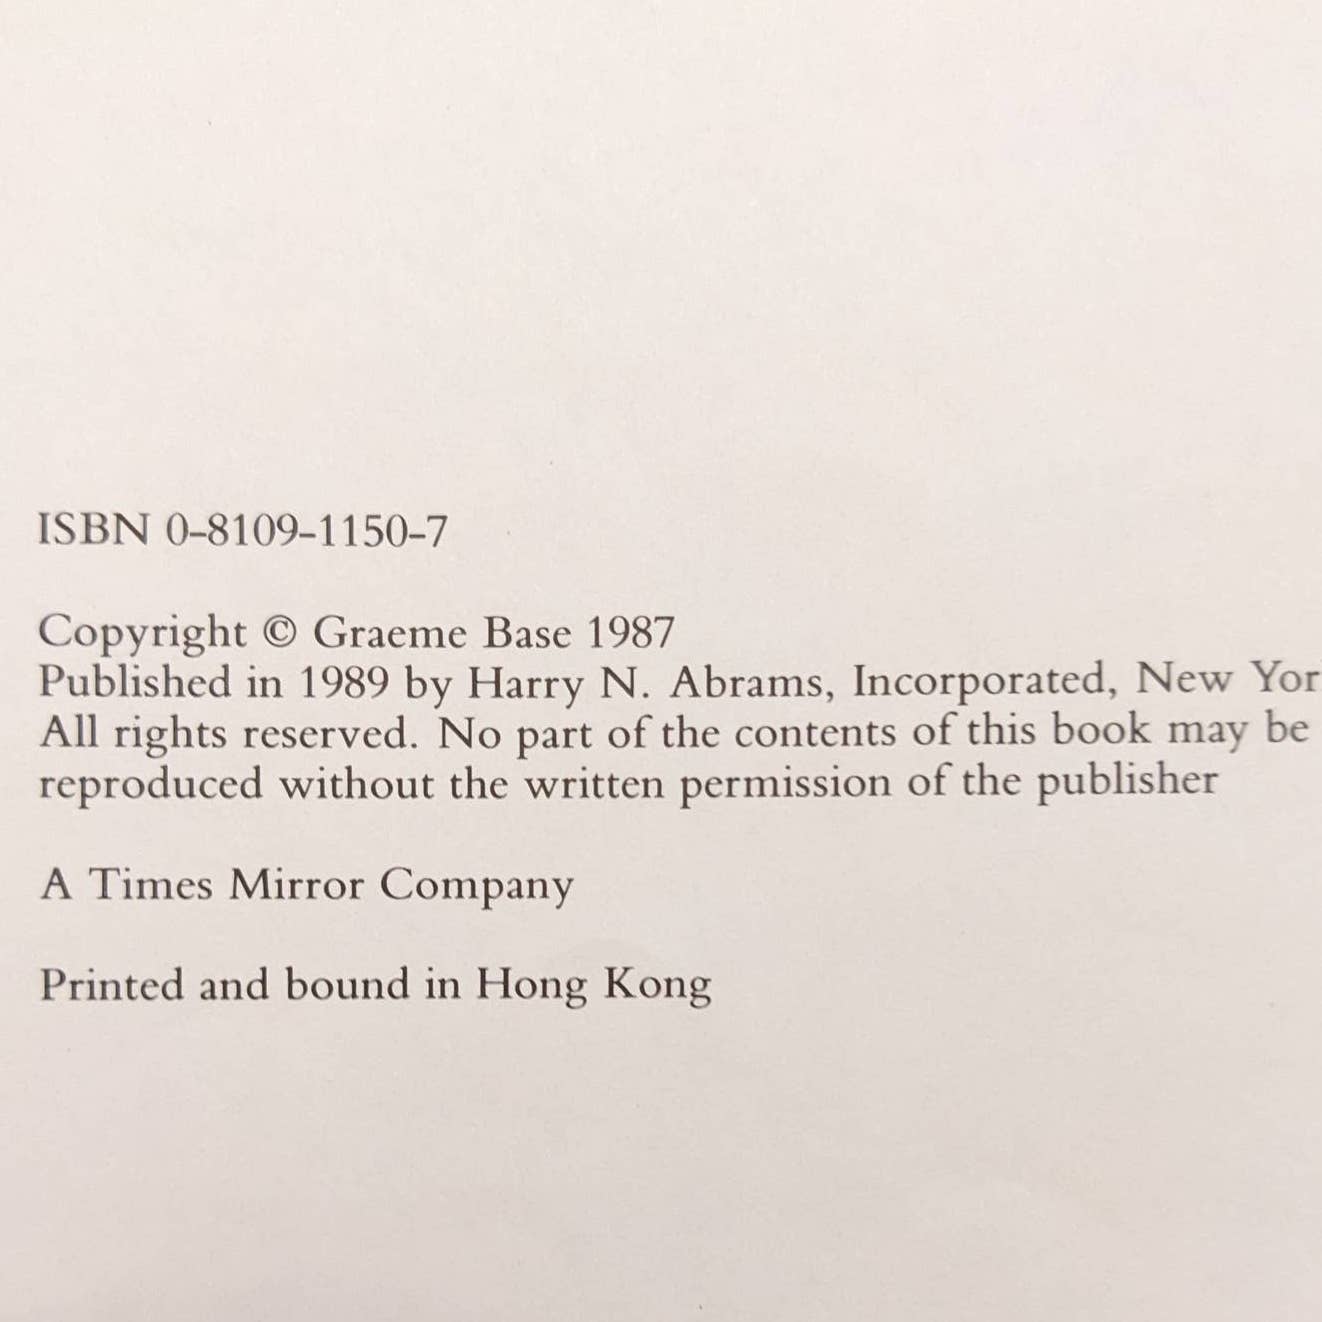 ISBN 0–8109–1150–7
Copyright © Graeme Base 1987
Published in 1989 by Harry N. Abrams, Incorporated, New Yor
All rights reserved. No part of the contents of this book may be
reproduced without the written permission of the publisher
A Times Mirror Company
Printed and bound in Hong Kong